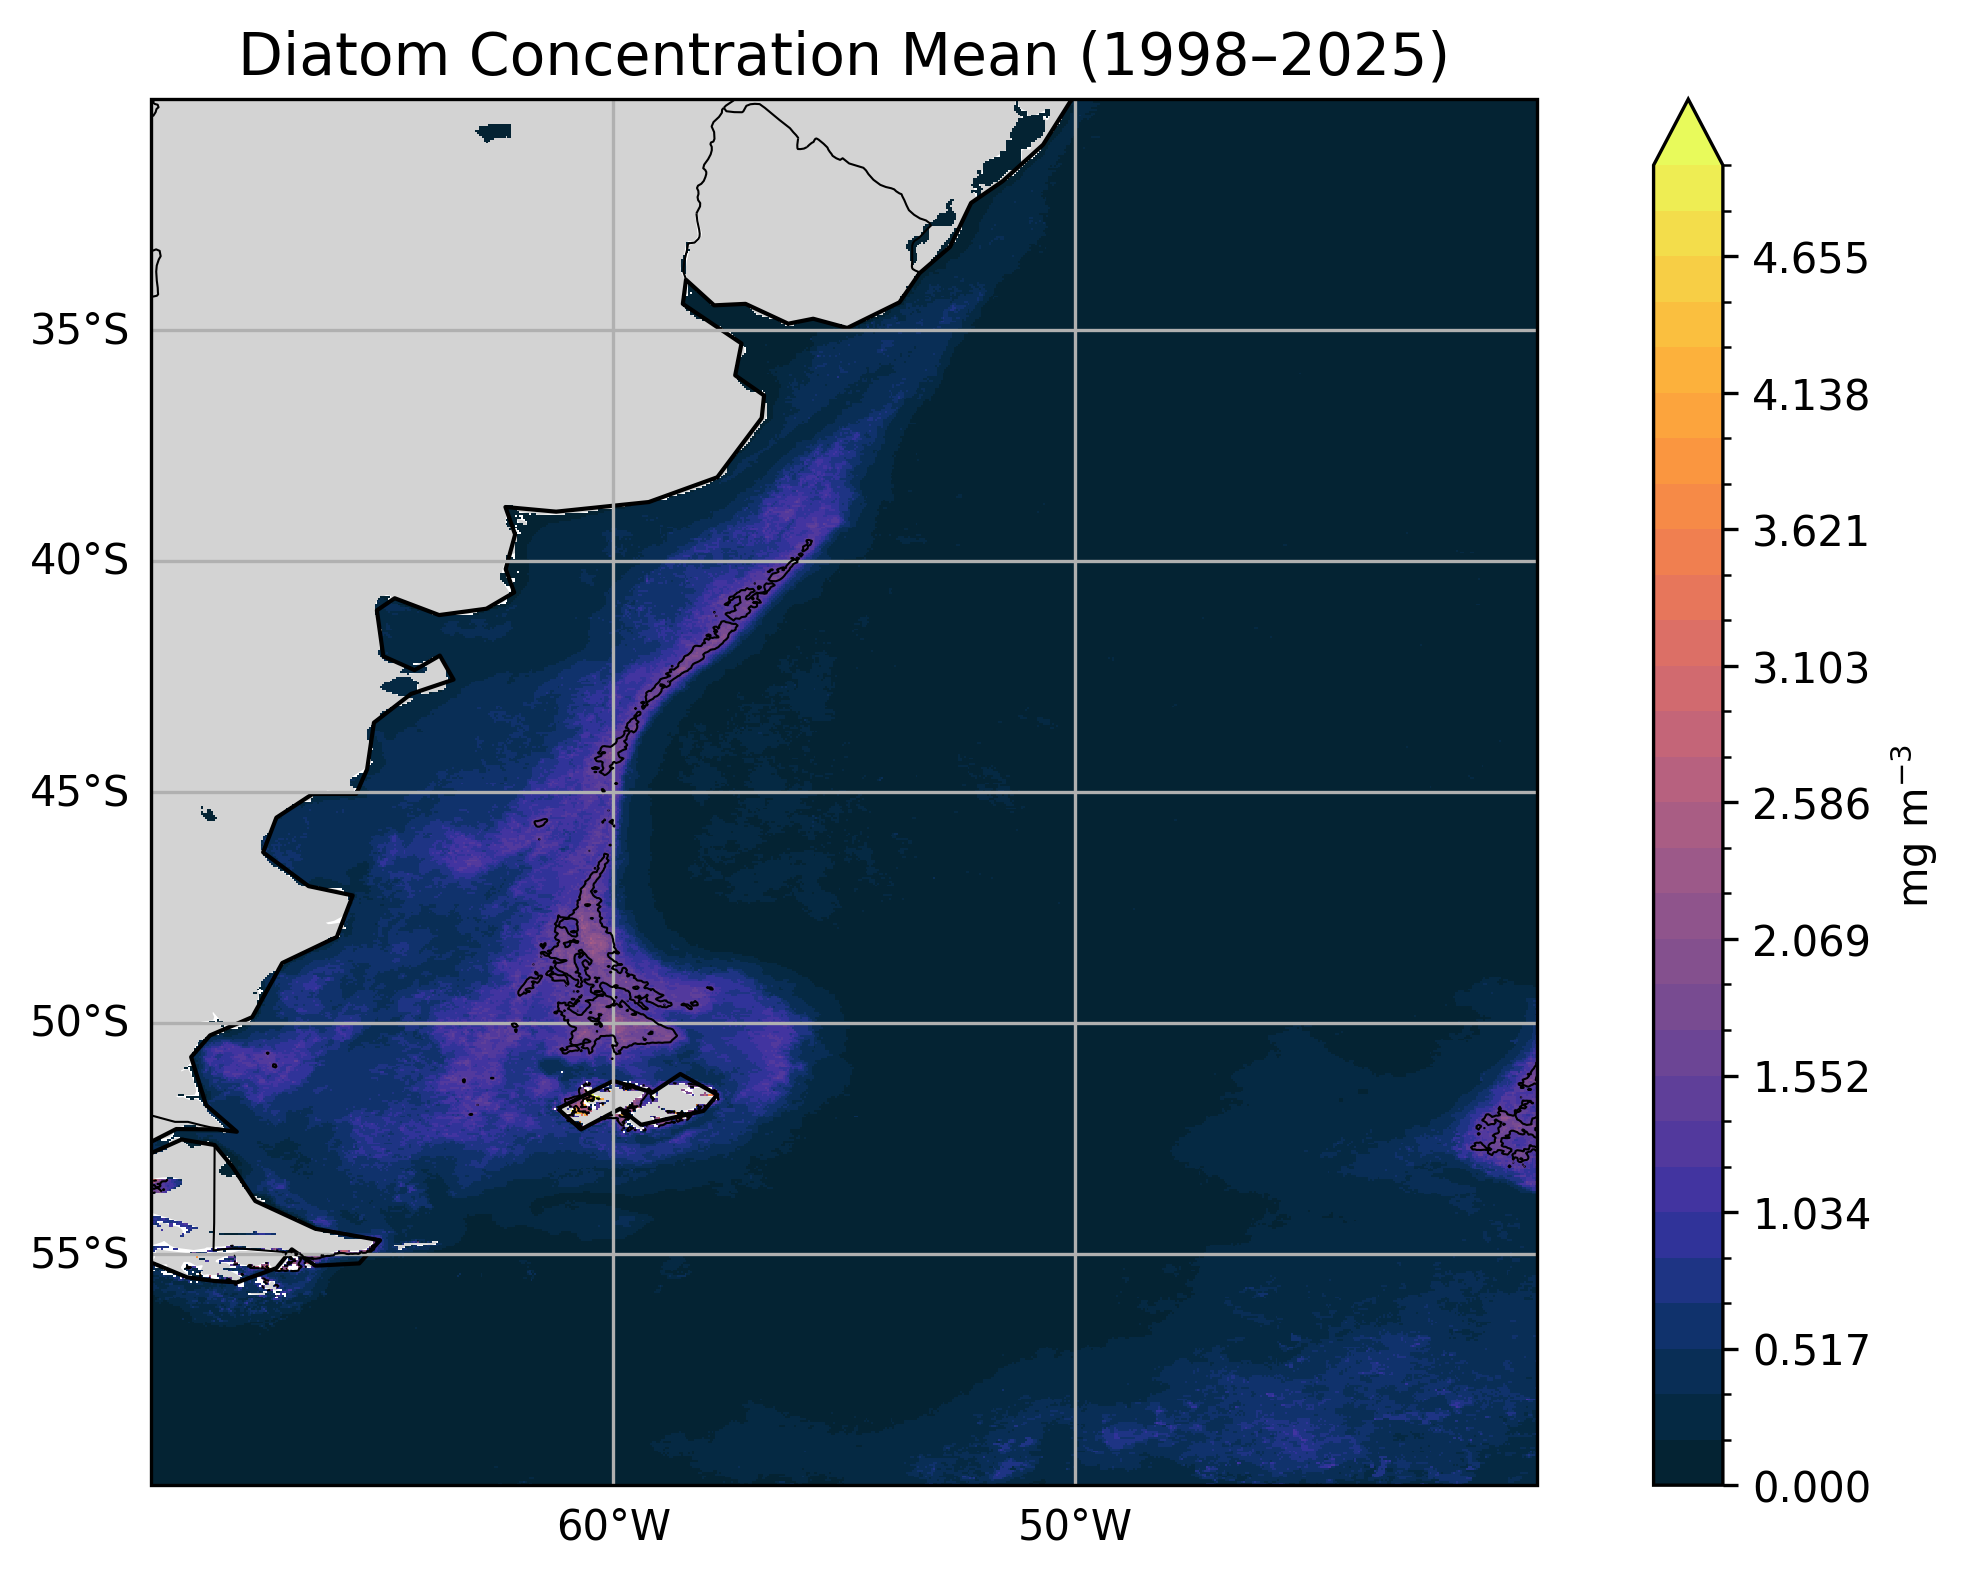 Diatom Concentration Mean (1998–2025)
35°S
40°S
45°S
50°S
55°S
60°W
50°W
4.655
4.138
3.621
3.103
2.586
2.069
1.552
1.034
0.517
0.000
mg m⁻³